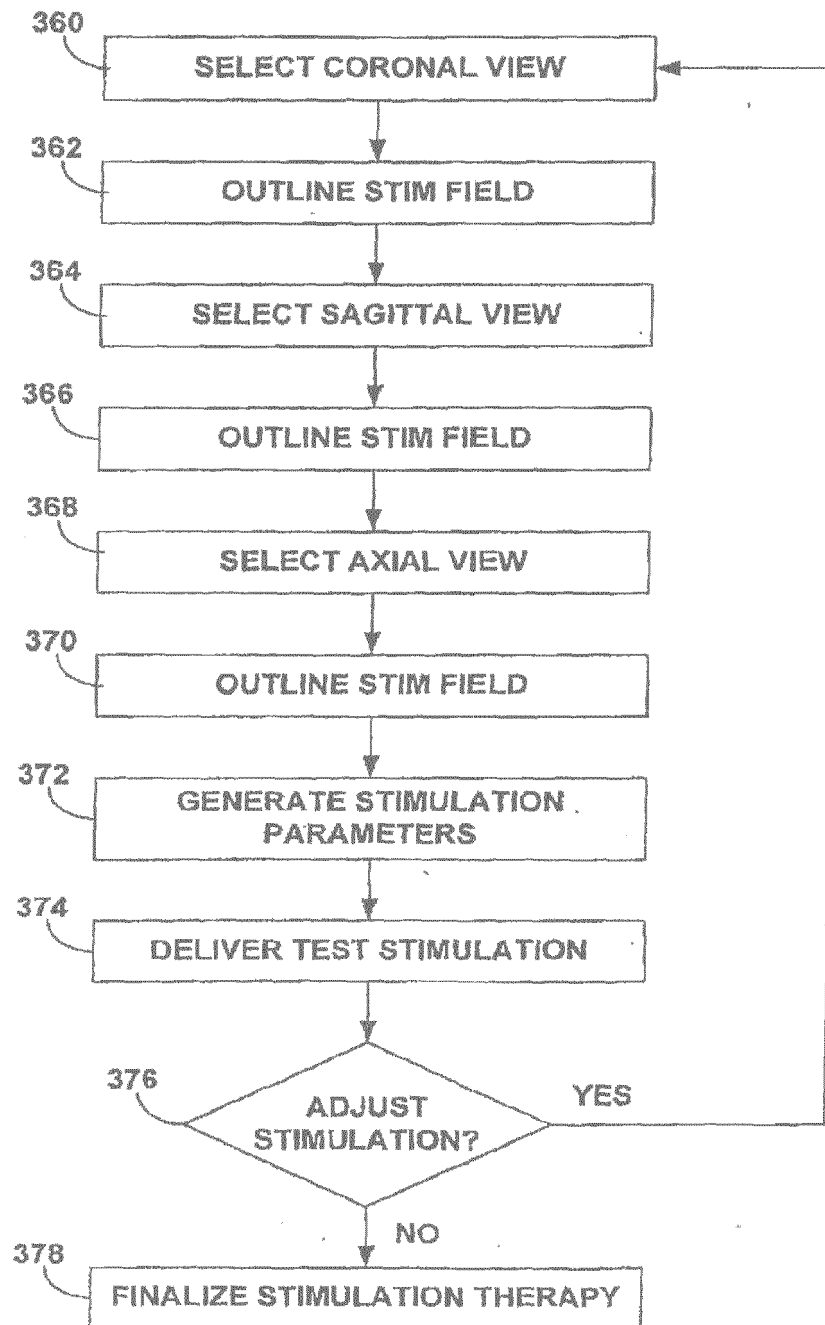 360
SELECT CORONAL VIEW
362
OUTLINE STIM FIELD
364
SELECT SAGITTAL VIEW
366
OUTLINE STIM FIELD
368
SELECT AXIAL VIEW
370
OUTLINE STIM FIELD
372
GENERATE STIMULATION
PARAMETERS
374
DELIVER TEST STIMULATION
376
ADJUST
STIMULATION?
YES
NO
378
FINALIZE STIMULATION THERAPY